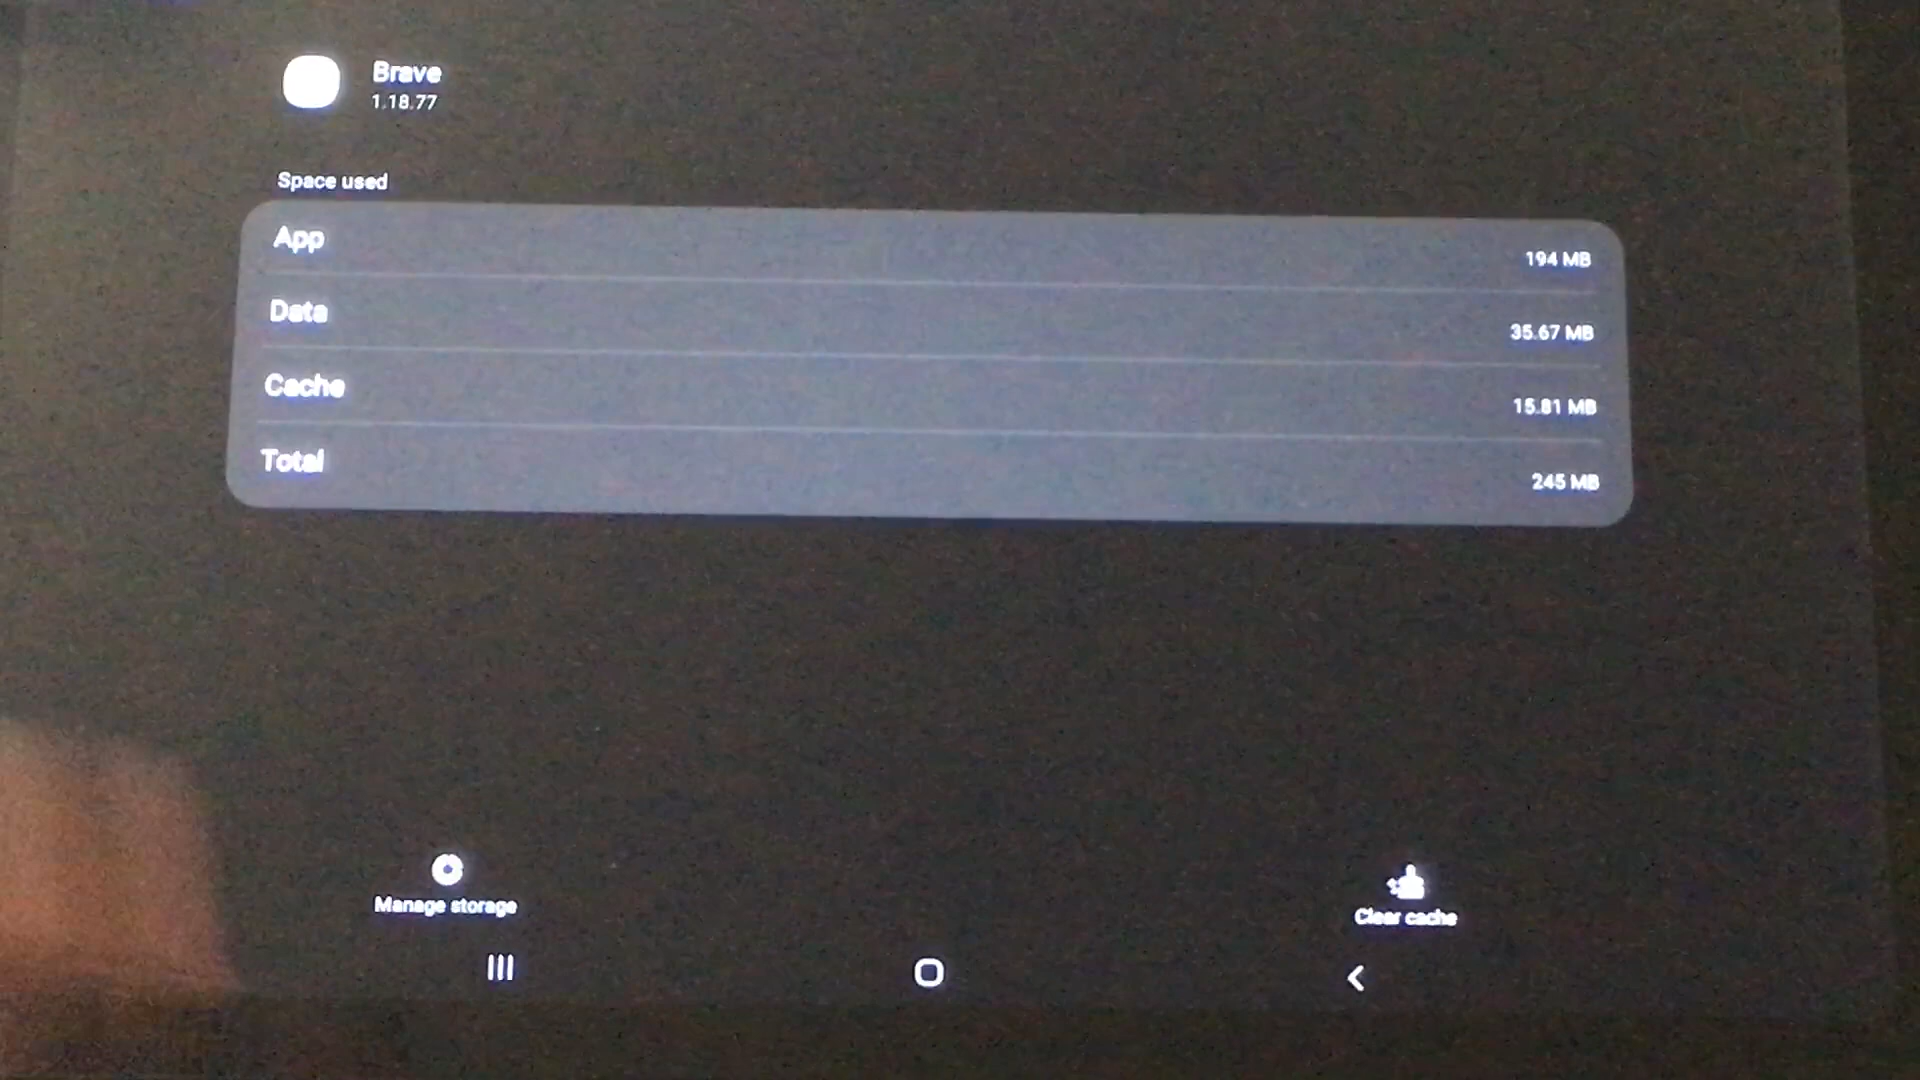 Brave
1.18.77
Space used
App
194 MB
Data
35.67 MB
Cache
15.81 MB
Total
245 MB
Manage storage
Clear cache